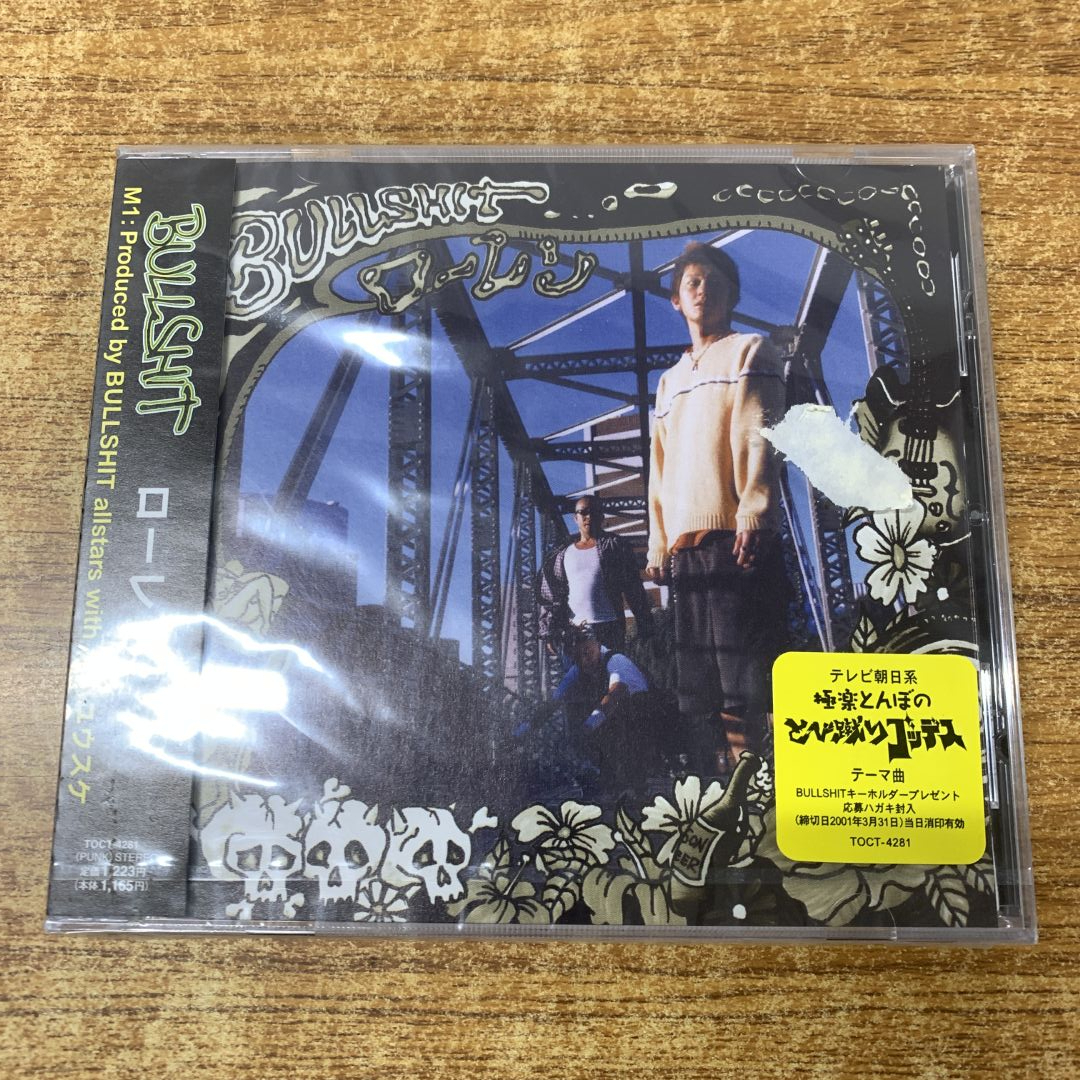 BULLSHIT
ローレン
BULLSHIT
ローレ
M1: Produced by BULLSHIT allstars with ユウスケ
TOCT-4281
(PUNK) STEREO
定価1,223円
(本体 1,165円)
テレビ朝日系
極楽とんぼの
とび蹴りゴッデス
テーマ曲
BULLSHITキーホルダープレゼント
応募ハガキ封入
(締切日2001年3月31日)当日消印有効
TOCT-4281